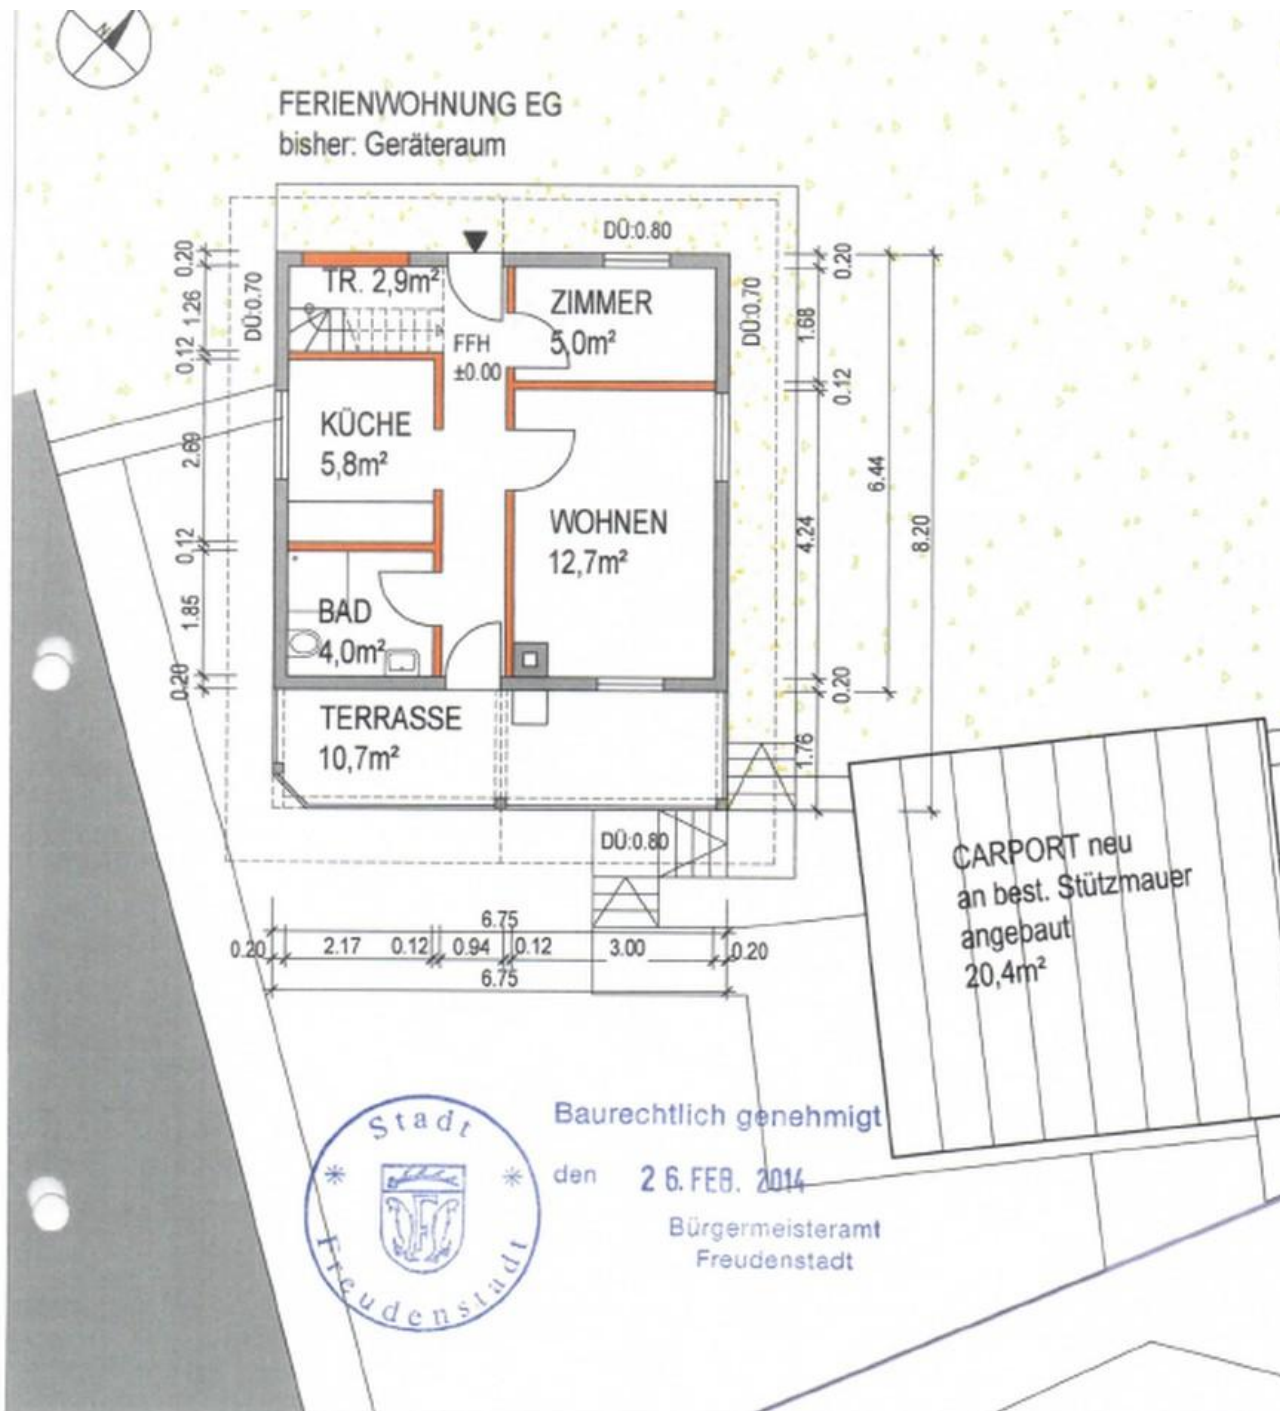 N
FERIENWOHNUNG EG
bisher: Geräteraum
DÜ:0.80
0.20
1.26
0.12
2.60
0.12
1.85
0.20
DÜ:0.70
TR. 2,9m²
ZIMMER
5,0m²
FFH
±0.00
KÜCHE
5,8m²
WOHNEN
12,7m²
BAD
4,0m²
TERRASSE
10,7m²
DÜ:0.70
0.20
1.68
0.12
4.24
0.20
1.76
6.44
8.20
DÜ:0.80
CARPORT neu
an best. Stützmauer
angebaut
20,4m²
6.75
0.20 2.17 0.12 0.94 0.12 3.00 0.20
6.75
Stadt
Freudenstadt
Baurechtlich genehmigt
den 26. FEB. 2014
Bürgermeisteramt
Freudenstadt